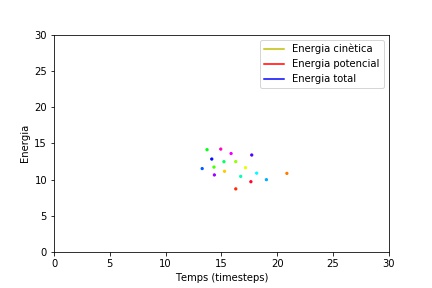 30
25
20
15
10
5
0
Energia
Energia cinètica
Energia potencial
Energia total
0 5 10 15 20 25 30
Temps (timesteps)